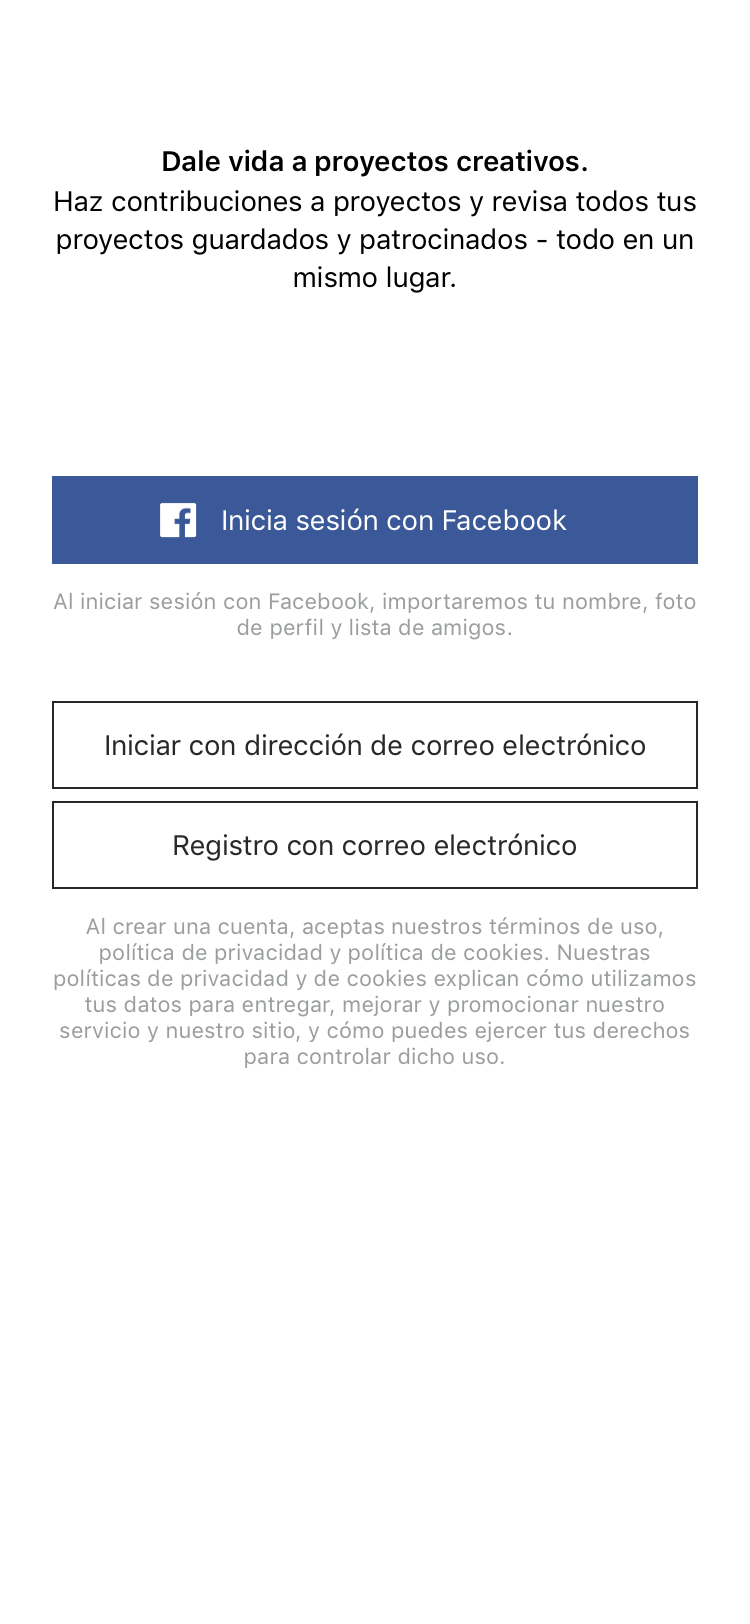 Dale vida a proyectos creativos.
Haz contribuciones a proyectos y revisa todos tus
proyectos guardados y patrocinados - todo en un
mismo lugar.
Inicia sesión con Facebook
Al iniciar sesión con Facebook, importaremos tu nombre, foto
de perfil y lista de amigos.
Iniciar con dirección de correo electrónico
Registro con correo electrónico
Al crear una cuenta, aceptas nuestros términos de uso,
política de privacidad y política de cookies. Nuestras
políticas de privacidad y de cookies explican cómo utilizamos
tus datos para entregar, mejorar y promocionar nuestro
servicio y nuestro sitio, y cómo puedes ejercer tus derechos
para controlar dicho uso.